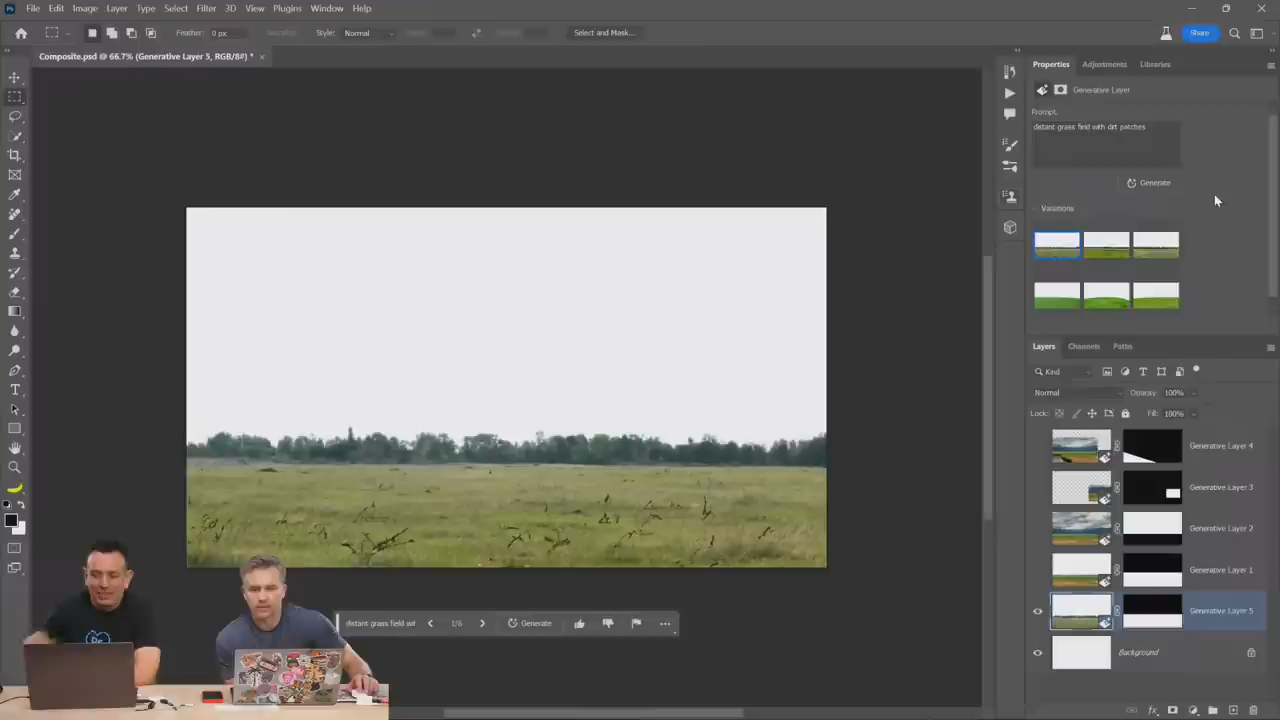 Ps File Edit Image Layer Type Select Filter 3D View Plugins Window Help
Feather: 0 px Style: Normal Select and Mask... Share
Composite.psd @ 66.7% (Generative Layer 5, RGB/8#) * ×
Properties Adjustments Libraries
Generative Layer
Prompt:
distant grass field with dirt patches
Generate
Variations
Layers Channels Paths
Kind
Normal Opacity: 100%
Lock: Fill: 100%
Generative Layer 4
Generative Layer 3
Generative Layer 2
Generative Layer 1
Generative Layer 5
distant grass field wit 1/6 Generate
Background